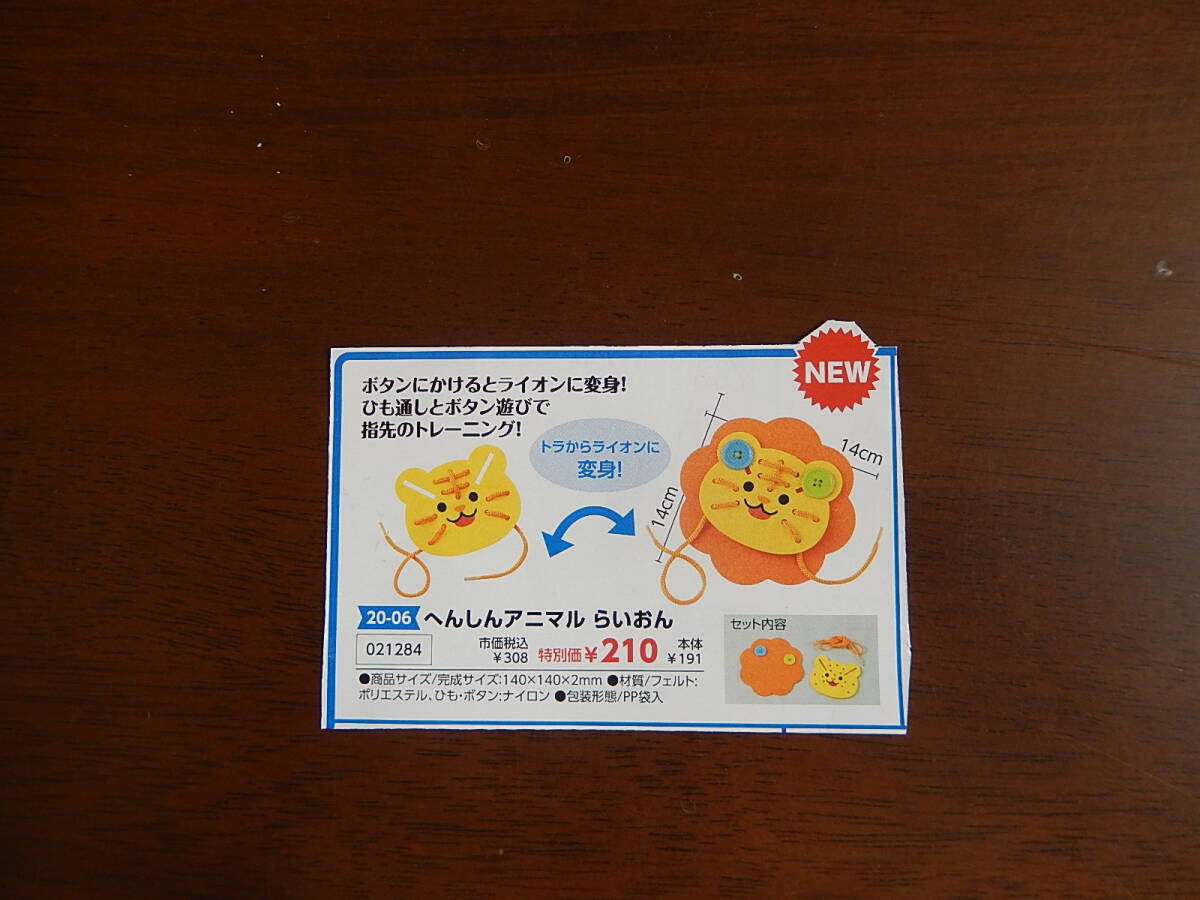 NEW
ボタンにかけるとライオンに変身!
ひも通しとボタン遊びで
指先のトレーニング!
トラからライオンに
変身!
14cm
14cm
20-06 へんしんアニマル らいおん
021284
市価税込
¥308
特別価¥210
本体
¥191
セット内容
●商品サイズ/完成サイズ:140×140×2mm ●材質/フェルト:
ポリエステル、ひも・ボタン:ナイロン ●包装形態/PP袋入